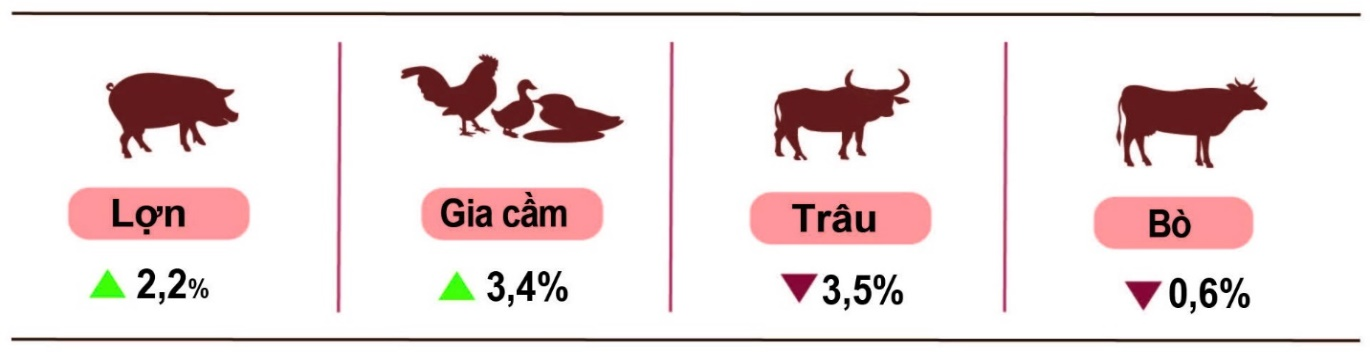 Lợn
Gia cầm
Trâu
Bò
2,2%
3,4%
3,5%
0,6%